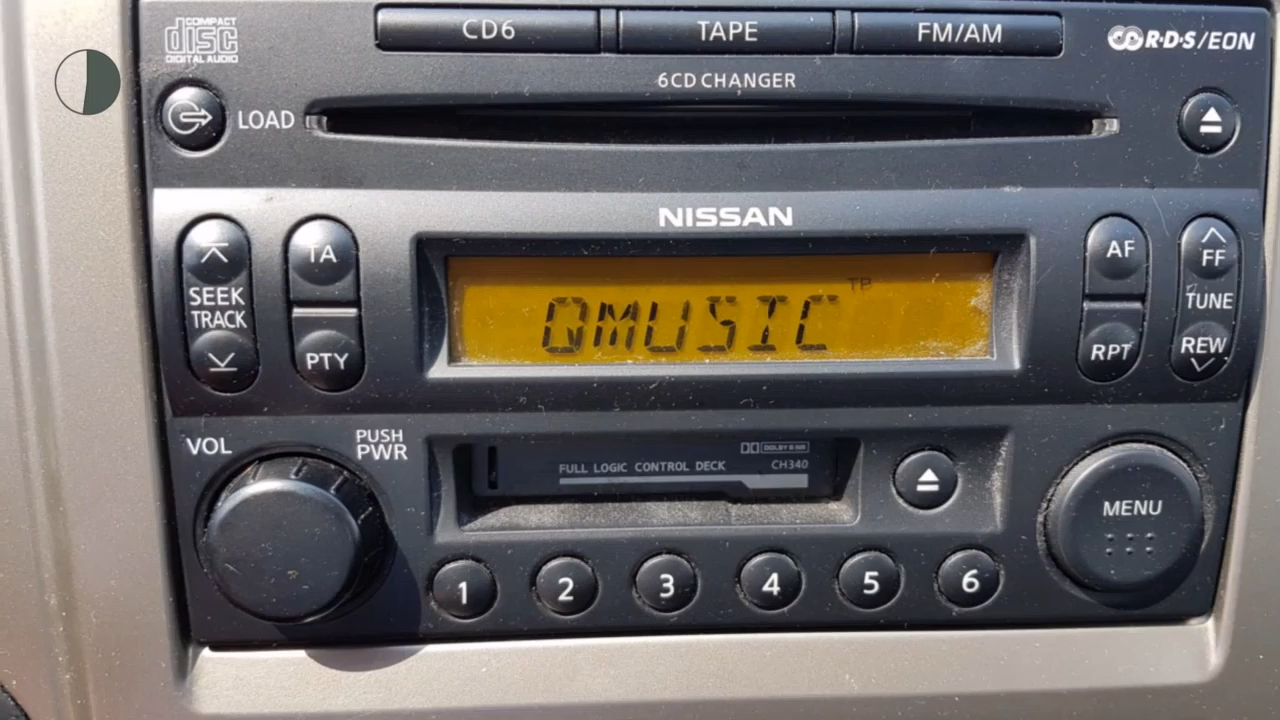 COMPACT
disc
DIGITAL AUDIO
CD6
TAPE
FM/AM
R·D·S/EON
6CD CHANGER
LOAD
NISSAN
SEEK
TRACK
TA
PTY
TP
QMUSIC
AF
RPT
FF
TUNE
REW
VOL
PUSH
PWR
DOLBY B NR
FULL LOGIC CONTROL DECK
CH340
MENU
1
2
3
4
5
6